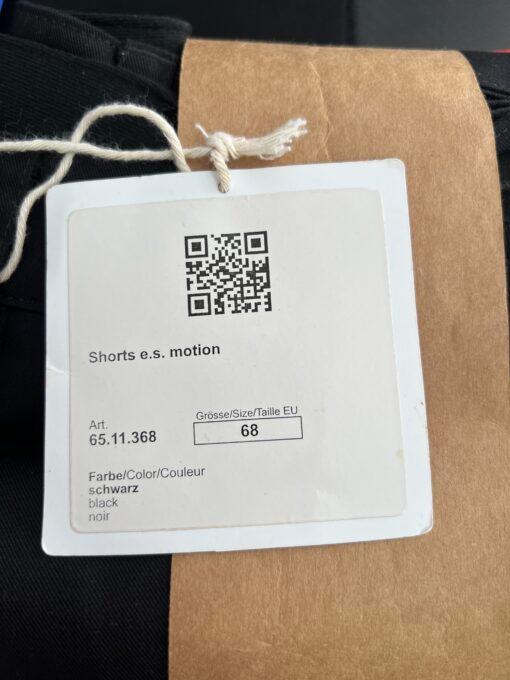 Shorts e.s. motion
Art.
65.11.368
Grösse/Size/Taille EU
68
Farbe/Color/Couleur
schwarz
black
noir